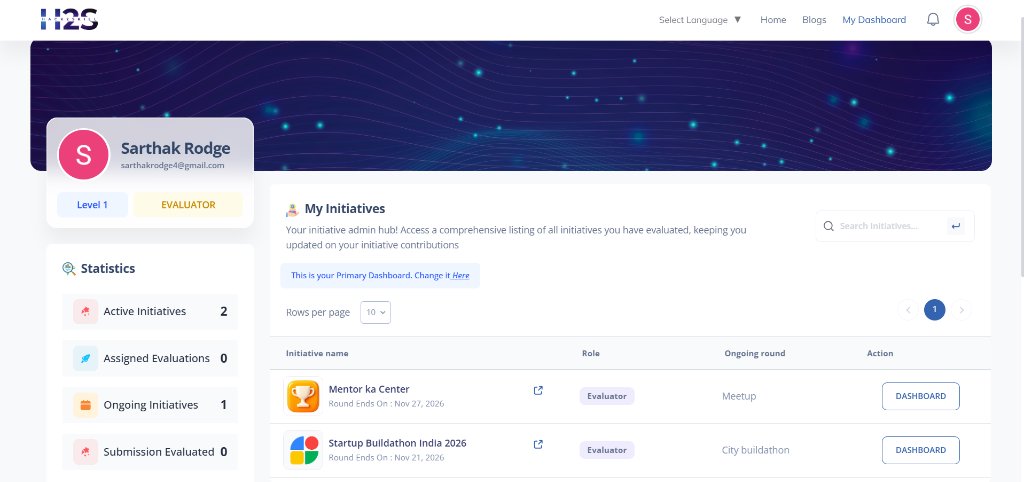 H2S
HACK2SKILL
Select Language ▼
Home
Blogs
My Dashboard
S
S
Sarthak Rodge
sarthakrodge4@gmail.com
Level 1
EVALUATOR
Statistics
Active Initiatives 2
Assigned Evaluations 0
Ongoing Initiatives 1
Submission Evaluated 0
My Initiatives
Your initiative admin hub! Access a comprehensive listing of all initiatives you have evaluated, keeping you
updated on your initiative contributions
Search initiatives...
This is your Primary Dashboard. Change it Here
Rows per page 10
1
Initiative name Role Ongoing round Action
Mentor ka Center
Round Ends On : Nov 27, 2026
Evaluator
Meetup
DASHBOARD
Startup Buildathon India 2026
Round Ends On : Nov 21, 2026
Evaluator
City buildathon
DASHBOARD